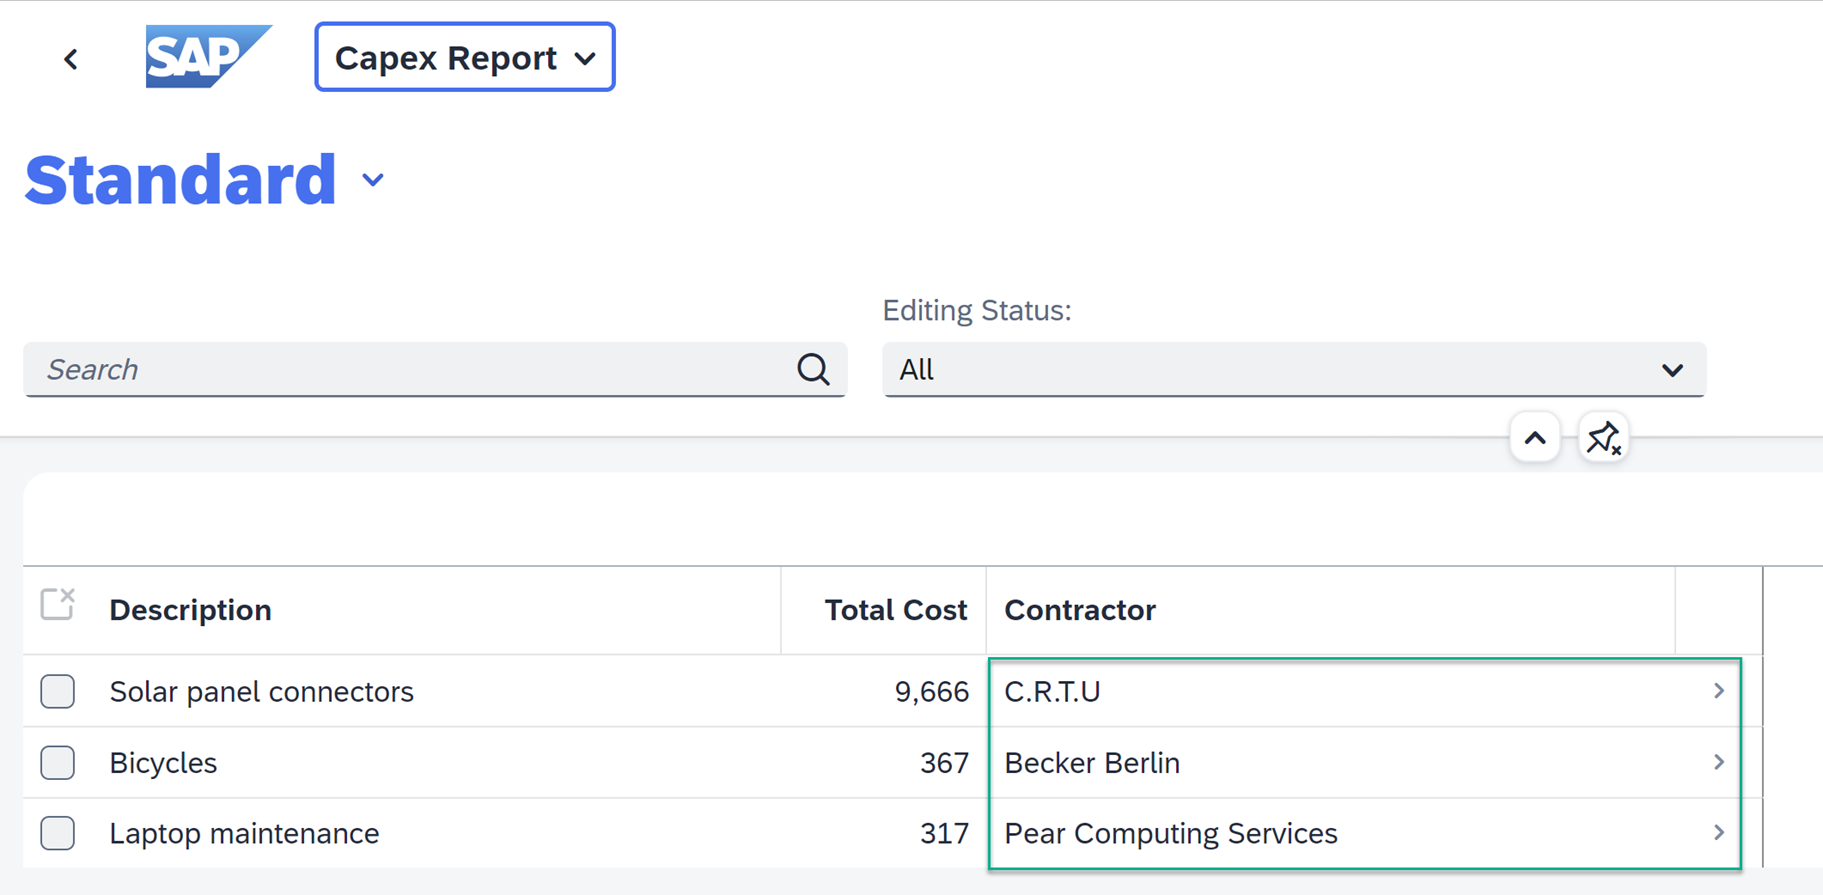 SAP
Capex Report
Standard
Editing Status:
Search
All
Description Total Cost Contractor
Solar panel connectors 9,666 C.R.T.U
Bicycles 367 Becker Berlin
Laptop maintenance 317 Pear Computing Services